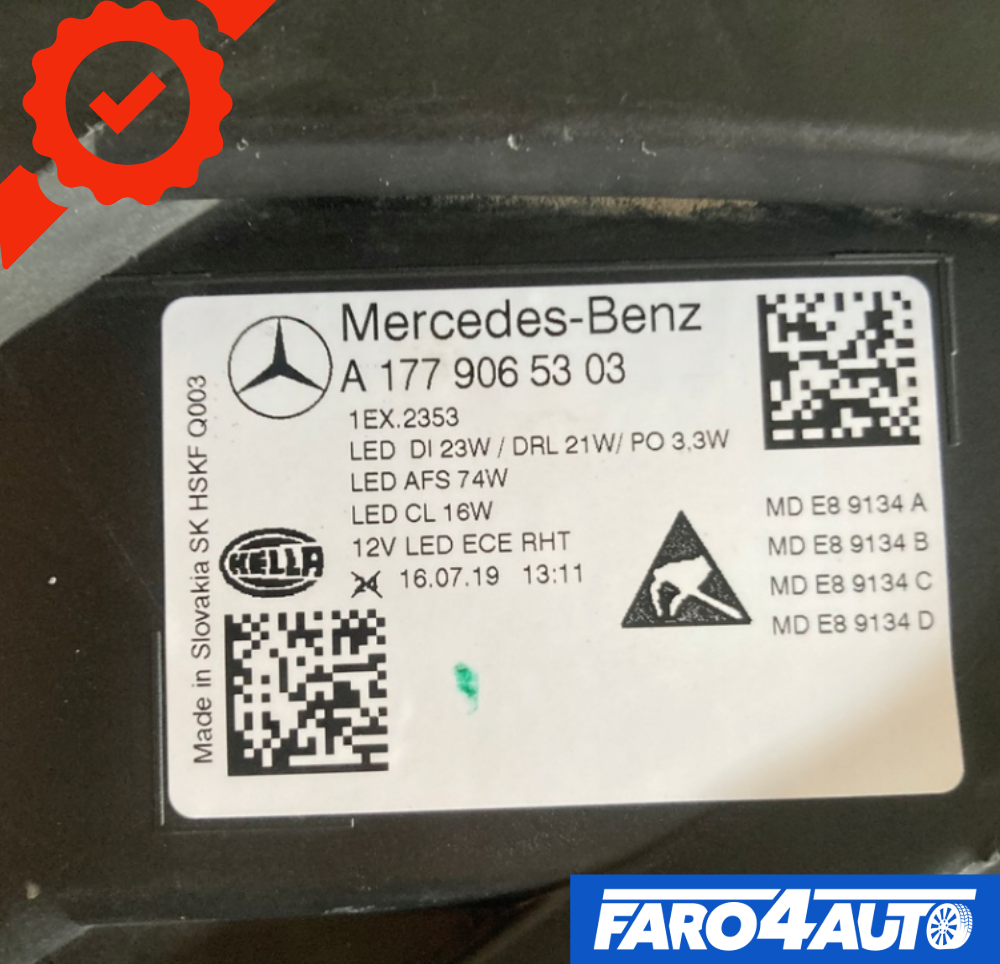 Mercedes-Benz
A 177 906 53 03
1EX.2353
LED DI 23W / DRL 21W/ PO 3,3W
LED AFS 74W
LED CL 16W
12V LED ECE RHT
16.07.19 13:11
HELLA
Made in Slovakia SK HSKF Q003
MD E8 9134 A
MD E8 9134 B
MD E8 9134 C
MD E8 9134 D
FARO4AUTO